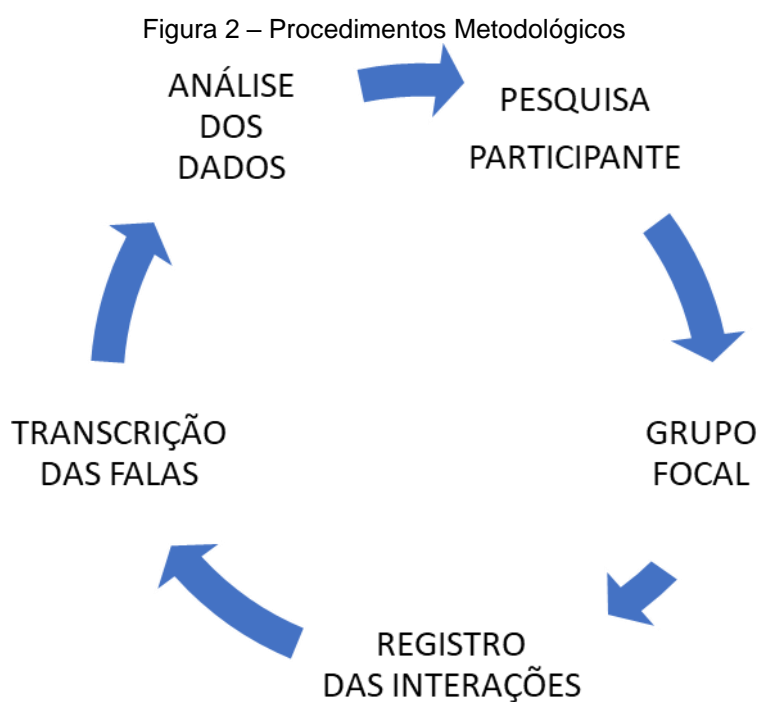 Figura 2 – Procedimentos Metodológicos
ANÁLISE
DOS
DADOS
PESQUISA
PARTICIPANTE
GRUPO
FOCAL
REGISTRO
DAS INTERAÇÕES
TRANSCRIÇÃO
DAS FALAS